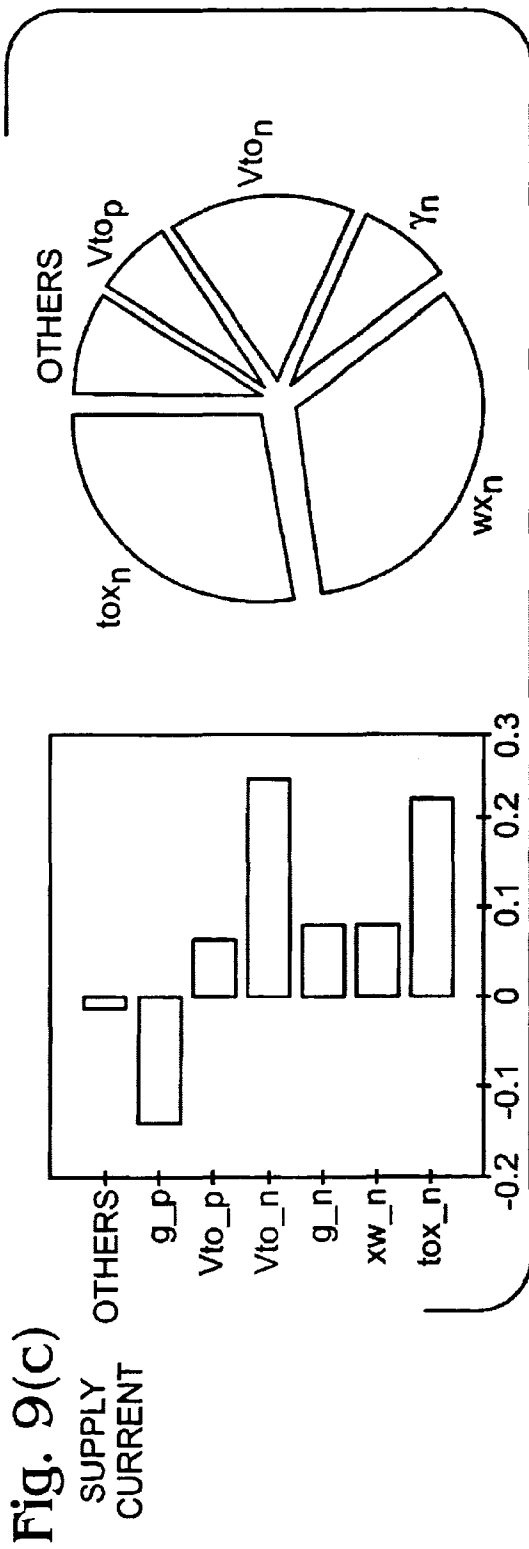 Fig. 9(c)
SUPPLY
CURRENT
OTHERS
g_p
Vto_p
Vto_n
g_n
xw_n
tox_n
-0.2
-0.1
0
0.1
0.2
0.3
toxn
OTHERS
Vtop
Vton
γn
wxn